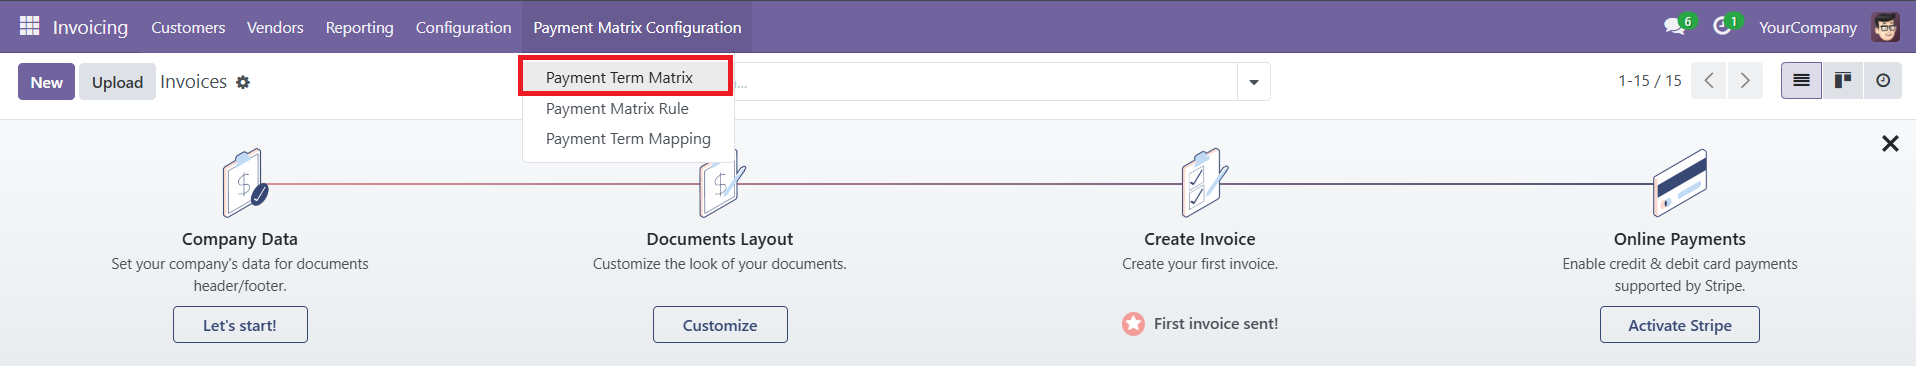 Invoicing Customers Vendors Reporting Configuration Payment Matrix Configuration 6 1 YourCompany
New Upload Invoices ... 1-15 / 15
Payment Term Matrix
Payment Matrix Rule
Payment Term Mapping
$ $
Company Data Documents Layout Create Invoice Online Payments
Set your company's data for documents Customize the look of your documents. Create your first invoice. Enable credit & debit card payments
header/footer. supported by Stripe.
Let's start! Customize First invoice sent! Activate Stripe